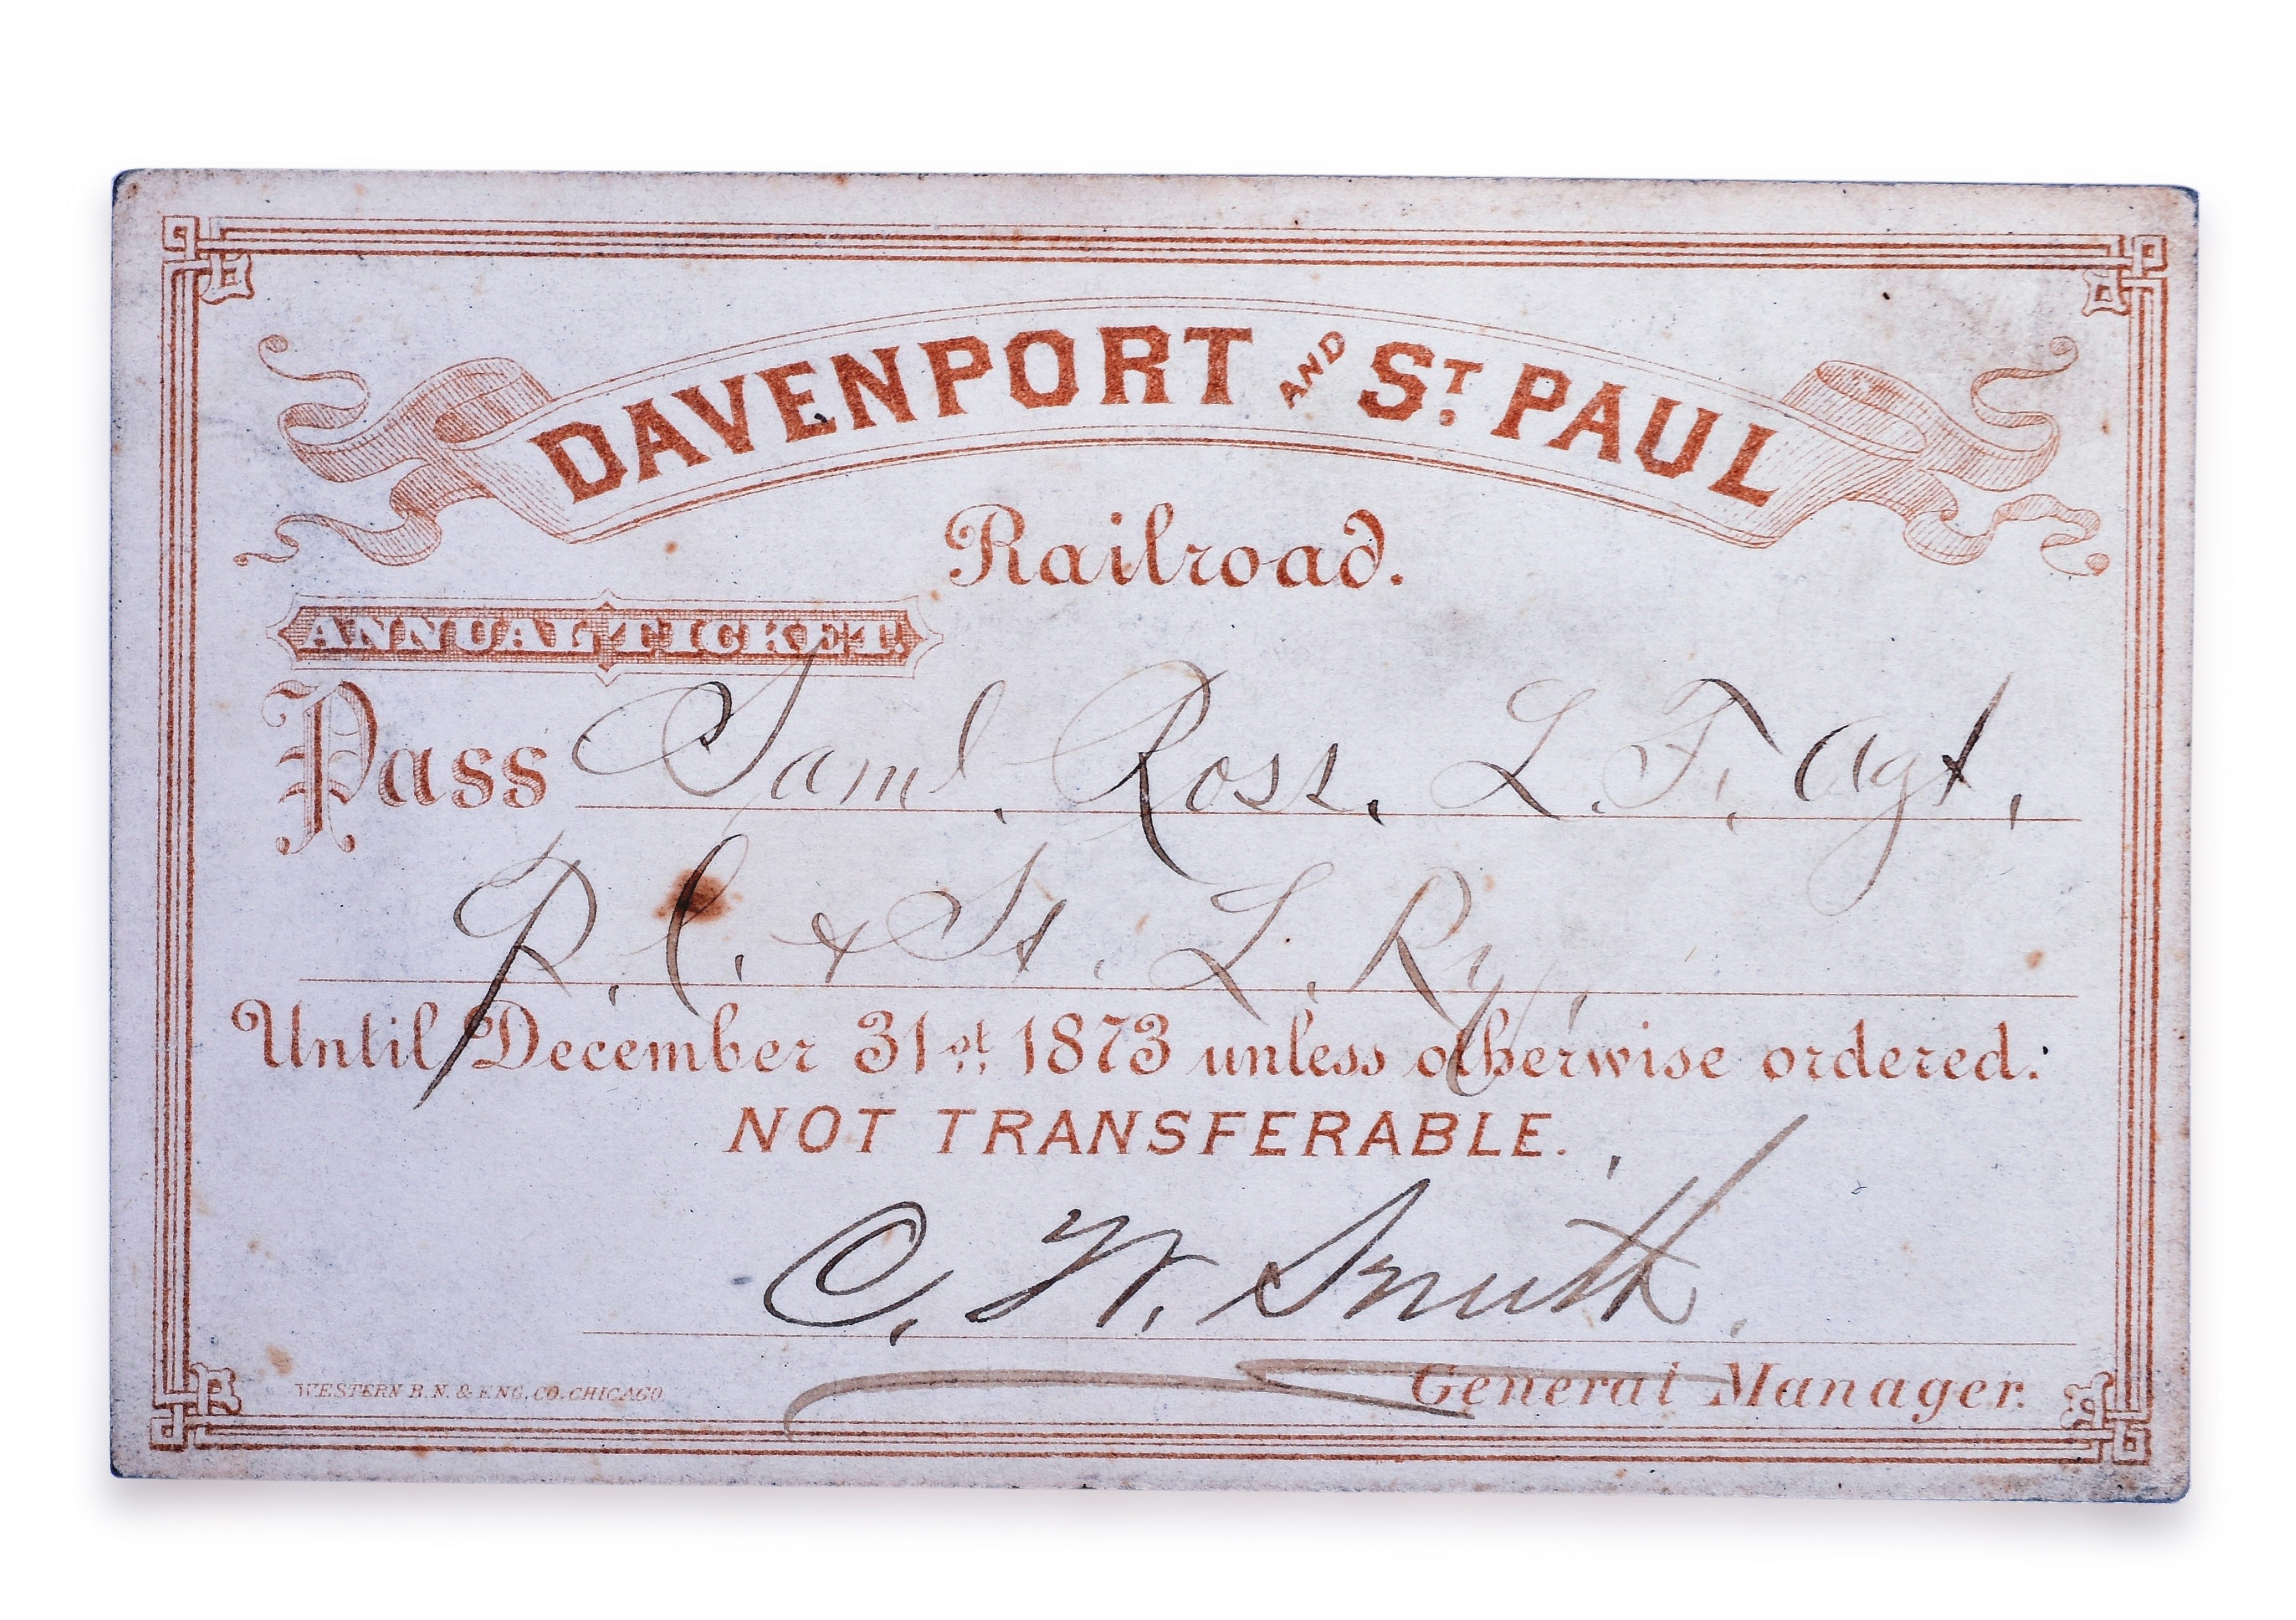 DAVENPORT AND ST. PAUL
Railroad.
ANNUAL TICKET.
Pass Saml. Ross. L. F. Agt.
P. C. & St. L. Ry.
Until December 31st. 1873 unless otherwise ordered:
NOT TRANSFERABLE.
C. W. Smith.
General Manager.
WESTERN B. N. & ENG. CO. CHICAGO